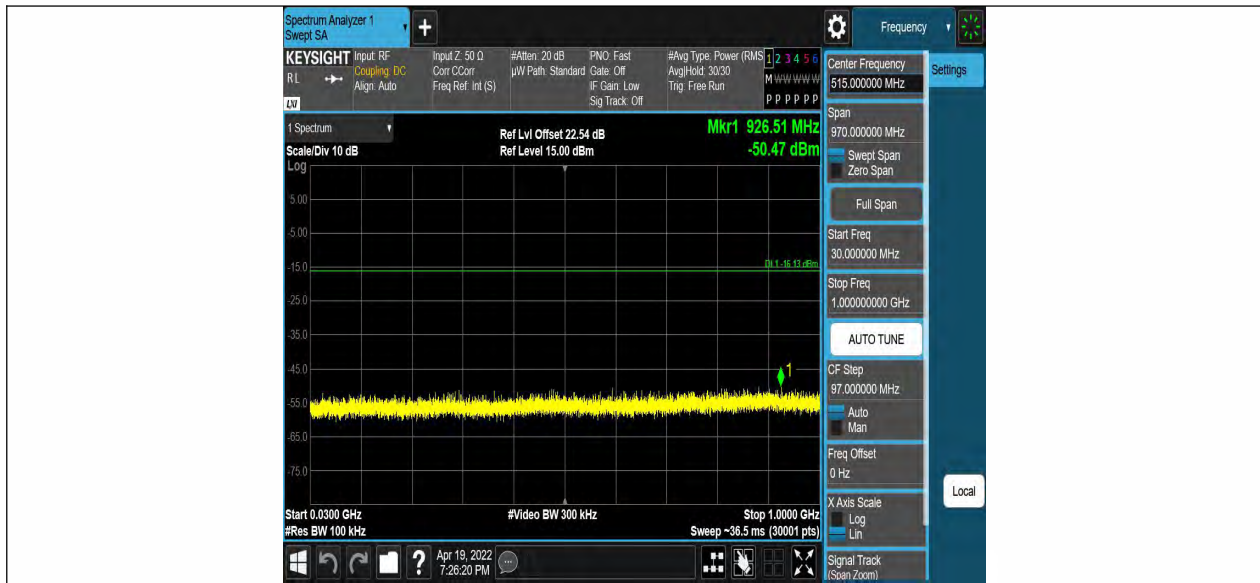 Spectrum Analyzer 1
Swept SA
+
Frequency
KEYSIGHT
RL
LXI
Input: RF
Coupling: DC
Align: Auto
Input Z: 50 Ω
Corr CCorr
Freq Ref: Int (S)
#Atten: 20 dB
µW Path: Standard
PNO: Fast
Gate: Off
IF Gain: Low
Sig Track: Off
#Avg Type: Power (RMS
Avg|Hold: 30/30
Trig: Free Run
1 2 3 4 5 6
M W W W W W
P P P P P P
1 Spectrum
Scale/Div 10 dB
Ref Lvl Offset 22.54 dB
Ref Level 15.00 dBm
Mkr1 926.51 MHz
-50.47 dBm
Log
5.00
-5.00
-15.0
-25.0
-35.0
-45.0
-55.0
-65.0
-75.0
DL1 -16.13 dBm
1
Start 0.0300 GHz
#Res BW 100 kHz
#Video BW 300 kHz
Stop 1.0000 GHz
Sweep ~36.5 ms (30001 pts)
Center Frequency
515.000000 MHz
Span
970.000000 MHz
Swept Span
Zero Span
Full Span
Start Freq
30.000000 MHz
Stop Freq
1.000000000 GHz
AUTO TUNE
CF Step
97.000000 MHz
Auto
Man
Freq Offset
0 Hz
X Axis Scale
Log
Lin
Signal Track
(Span Zoom)
Settings
Local
?
Apr 19, 2022
7:26:20 PM